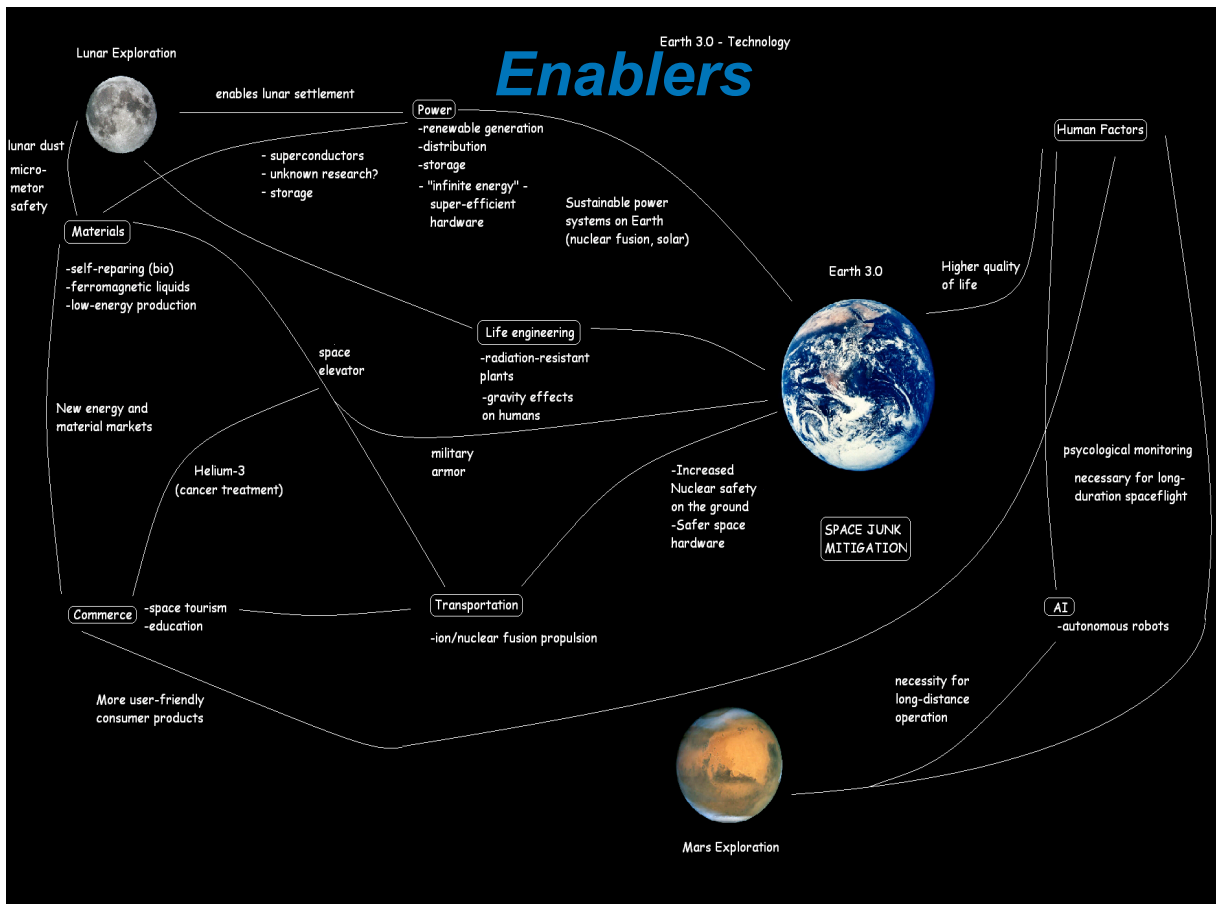 Earth 3.0 - Technology
Enablers
Lunar Exploration
enables lunar settlement
Power
-renewable generation
-distribution
-storage
- "infinite energy" -
super-efficient
hardware
Human Factors
lunar dust
micro-
metor
safety
- superconductors
- unknown research?
- storage
Materials
-self-reparing (bio)
-ferromagnetic liquids
-low-energy production
Sustainable power
systems on Earth
(nuclear fusion, solar)
Earth 3.0
Higher quality
of life
Life engineering
-radiation-resistant
plants
-gravity effects
on humans
space
elevator
New energy and
material markets
military
armor
Helium-3
(cancer treatment)
-Increased
Nuclear safety
on the ground
-Safer space
hardware
psycological monitoring
necessary for long-
duration spaceflight
SPACE JUNK
MITIGATION
Commerce
-space tourism
-education
Transportation
-ion/nuclear fusion propulsion
AI
-autonomous robots
More user-friendly
consumer products
necessity for
long-distance
operation
Mars Exploration